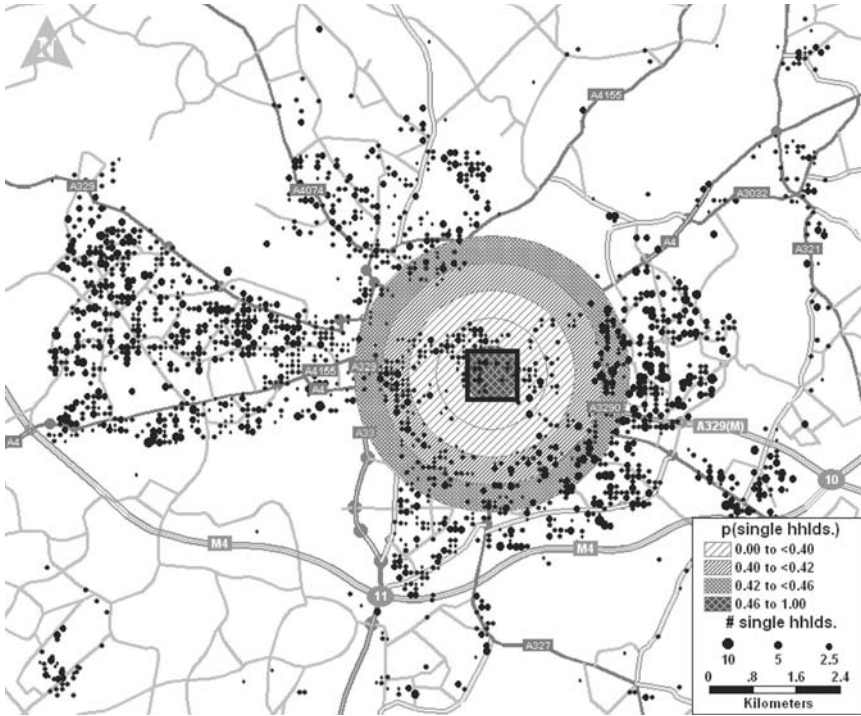 N
A4155
A329
A4074
A3032
A4
A321
A4155
A329
A4
A3290
A33
A329(M)
A4
10
M4
M4
11
A327
p(single hhlds.)
0.00 to <0.40
0.40 to <0.42
0.42 to <0.46
0.46 to 1.00
# single hhlds.
10 5 2.5
0 .8 1.6 2.4
Kilometers